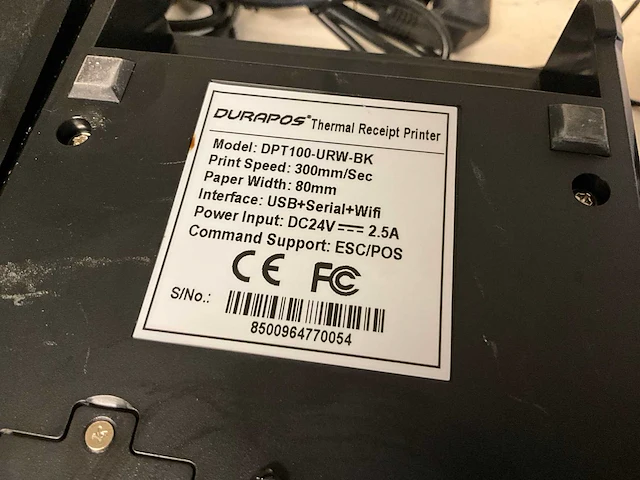 DURAPOS® Thermal Receipt Printer
Model: DPT100-URW-BK
Print Speed: 300mm/Sec
Paper Width: 80mm
Interface: USB+Serial+Wifi
Power Input: DC24V⎓2.5A
Command Support: ESC/POS
CE FC
S/No.:
8500964770054